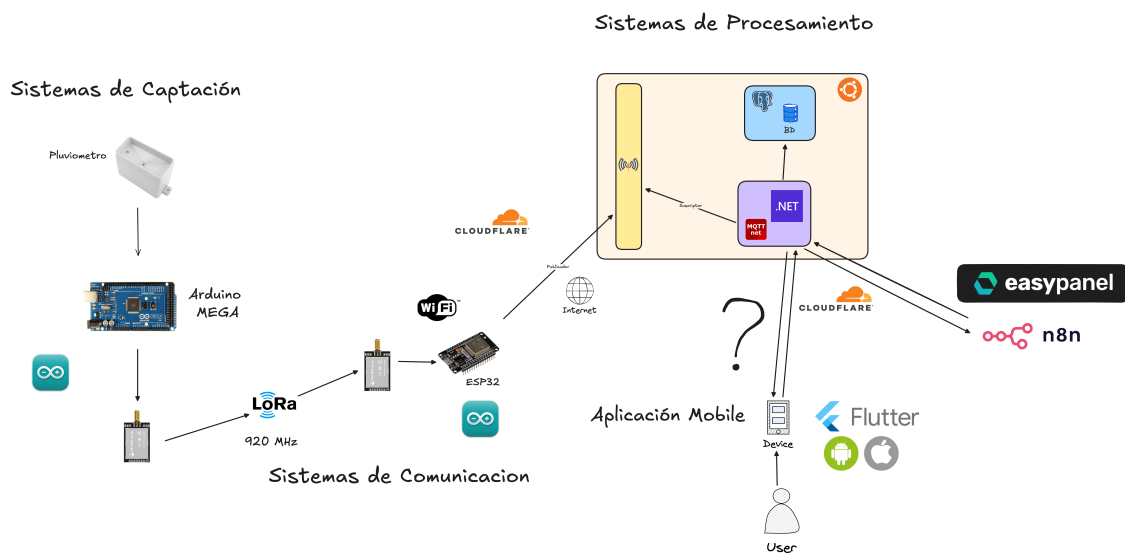 Sistemas de Procesamiento
Sistemas de Captación
Pluviometro
BD
.NET
MQTT
net
Suscriptor
CLOUDFLARE
Publicador
Internet
Arduino
MEGA
WiFi
ESP32
LoRa
920 MHz
Sistemas de Comunicacion
CLOUDFLARE
?
easypanel
n8n
Aplicación Mobile
Device
Flutter
User